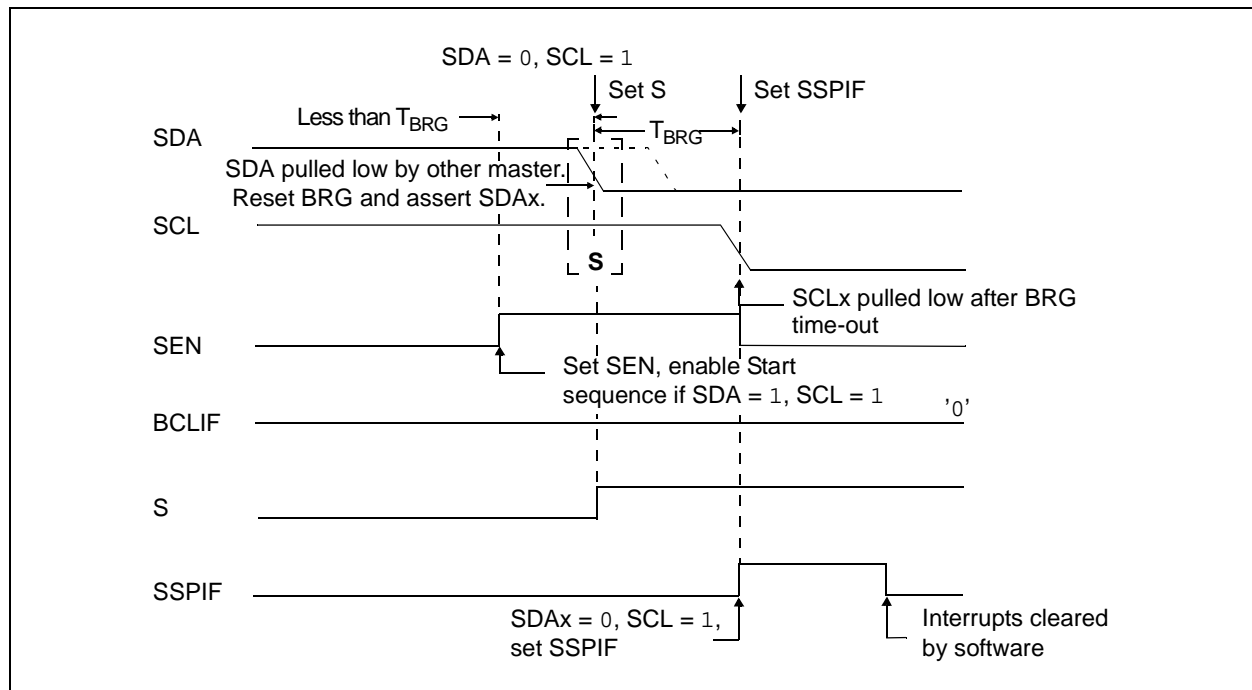 SDA = 0, SCL = 1
Set S
Set SSPIF
Less than TBRG
TBRG
SDA
SDA pulled low by other master.
Reset BRG and assert SDAx.
SCL
S
SCLx pulled low after BRG
time-out
SEN
Set SEN, enable Start
sequence if SDA = 1, SCL = 1
'0'
BCLIF
S
SSPIF
SDAx = 0, SCL = 1,
set SSPIF
Interrupts cleared
by software